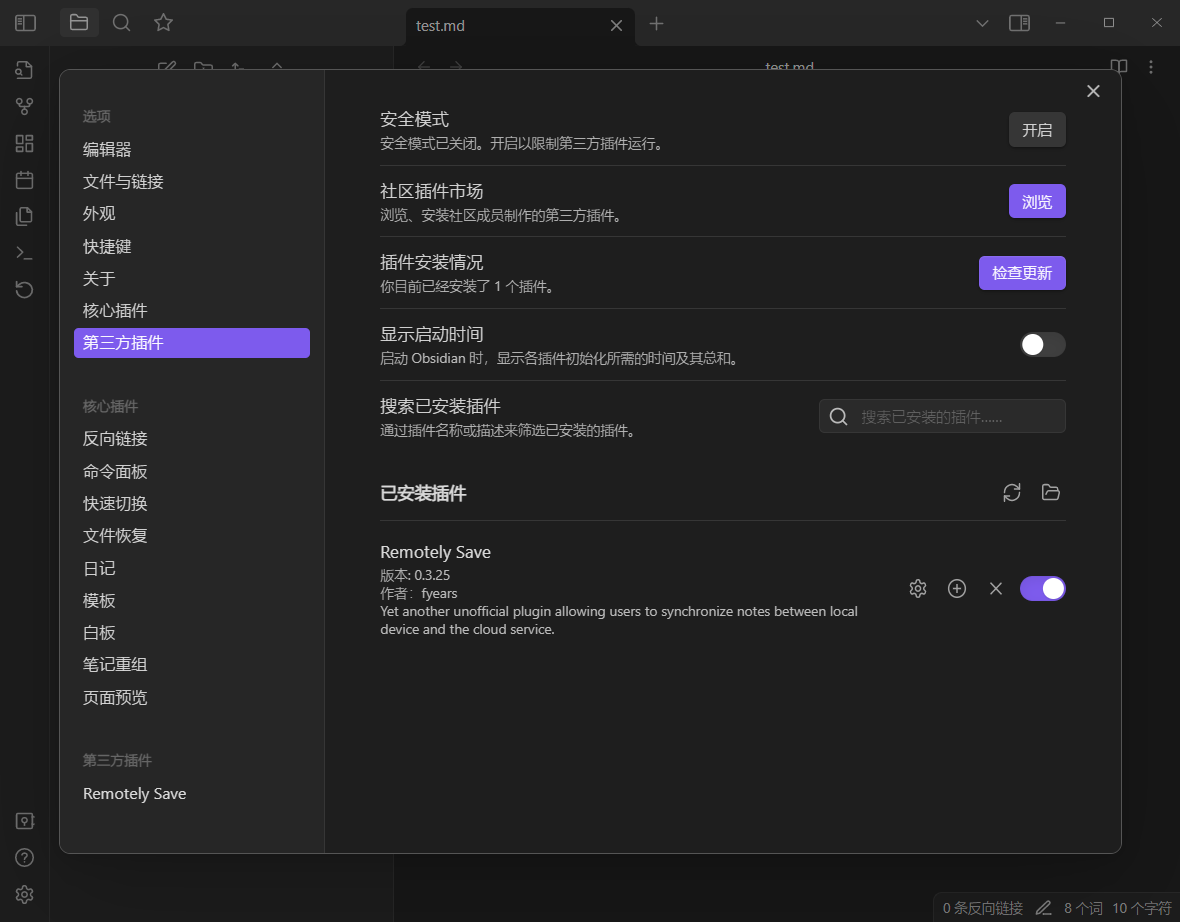 test.md
test.md
选项
编辑器
文件与链接
外观
快捷键
关于
核心插件
第三方插件
核心插件
反向链接
命令面板
快速切换
文件恢复
日记
模板
白板
笔记重组
页面预览
第三方插件
Remotely Save
安全模式
安全模式已关闭。开启以限制第三方插件运行。
开启
社区插件市场
浏览、安装社区成员制作的第三方插件。
浏览
插件安装情况
你目前已经安装了 1 个插件。
检查更新
显示启动时间
启动 Obsidian 时，显示各插件初始化所需的时间及其总和。
搜索已安装插件
通过插件名称或描述来筛选已安装的插件。
搜索已安装的插件......
已安装插件
Remotely Save
版本: 0.3.25
作者： fyears
Yet another unofficial plugin allowing users to synchronize notes between local
device and the cloud service.
0 条反向链接 8 个词 10 个字符